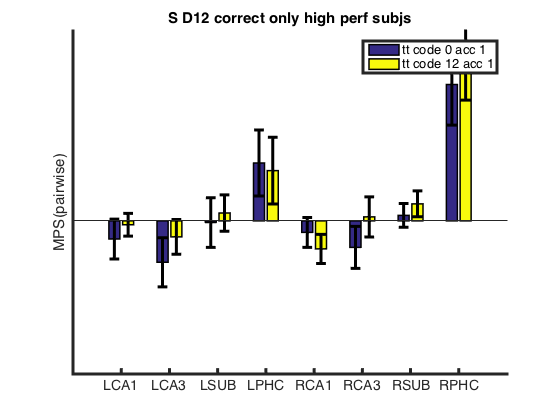 S D12 correct only high perf subjs
tt code 0 acc 1
tt code 12 acc 1
MPS(pairwise)
LCA1 LCA3 LSUB LPHC RCA1 RCA3 RSUB RPHC